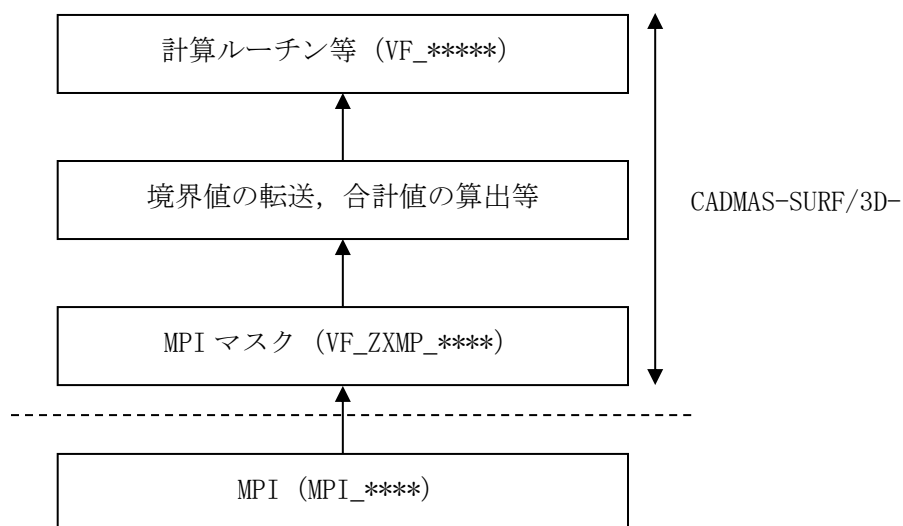 計算ルーチン等 (VF_*****)
境界値の転送, 合計値の算出等
CADMAS-SURF/3D-
MPI マスク (VF_ZXMP_****)
MPI (MPI_****)